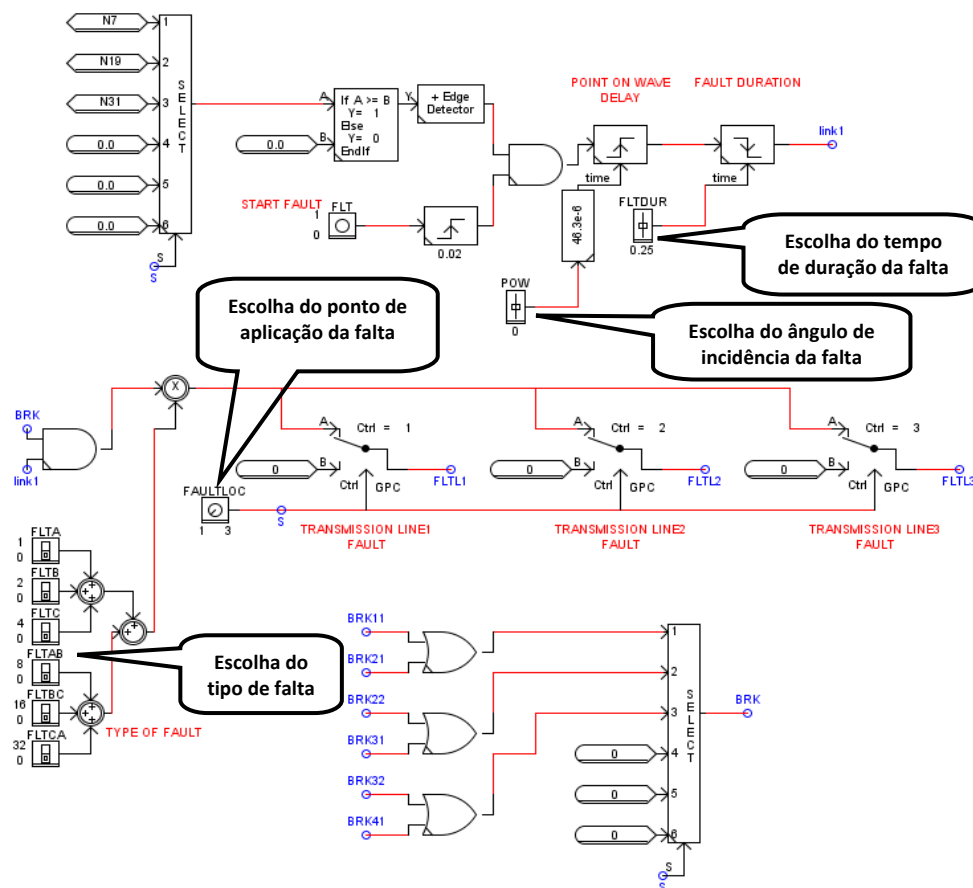 N7
N19
N31
0.0
0.0
0.0
1
2
3
4
5
6
SELECT
S
S
A
B
0.0
If A >= B
Y= 1
Else
Y= 0
EndIf
Y
+ Edge
Detector
START FAULT
FLT
1
0
0.02
POINT ON WAVE
DELAY
FAULT DURATION
time
time
link1
46.3e-6
FLTDUR
0.25
POW
0
Escolha do tempo
de duração da falta
Escolha do ângulo de
incidência da falta
Escolha do ponto de
aplicação da falta
BRK
link1
X
A
Ctrl = 1
0
B
Ctrl
GPC
FLTL1
A
Ctrl = 2
0
B
Ctrl
GPC
FLTL2
A
Ctrl = 3
0
B
Ctrl
GPC
FLTL3
FAULTLOC
1 3
S
TRANSMISSION LINE1
FAULT
TRANSMISSION LINE2
FAULT
TRANSMISSION LINE3
FAULT
FLTA
1
0
FLTB
2
0
FLTC
4
0
FLTAB
8
0
FLTBC
16
0
FLTCA
32
0
+
+
+
+
+
+
+
+
TYPE OF FAULT
Escolha do
tipo de falta
BRK11
BRK21
BRK22
BRK31
BRK32
BRK41
0
0
0
1
2
3
4
5
6
SELECT
S
S
BRK